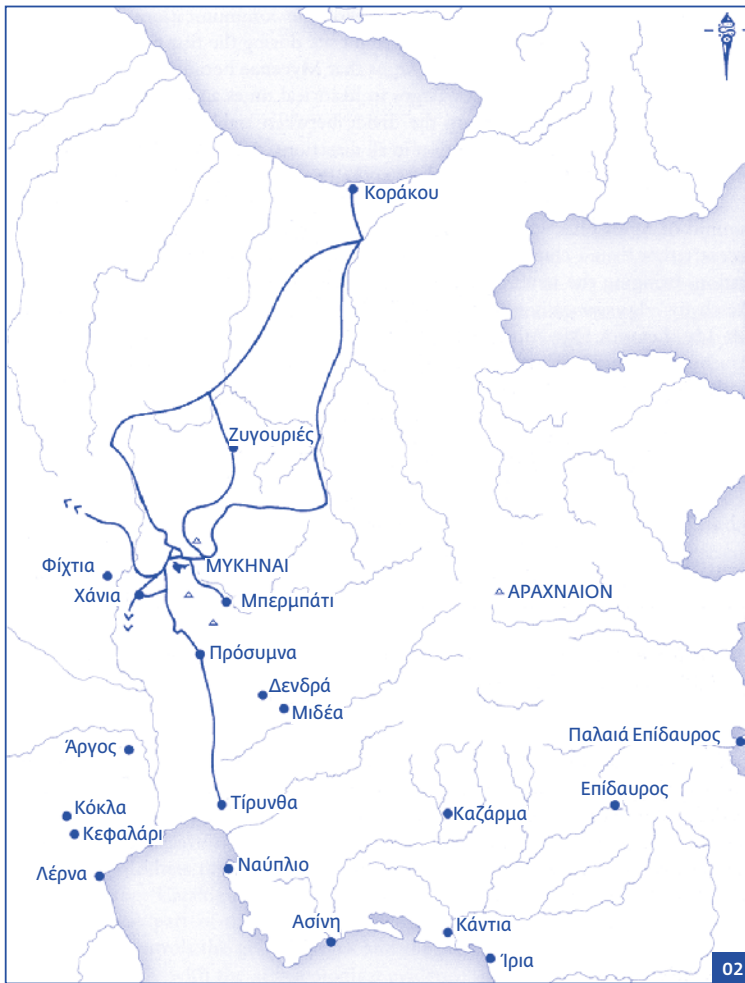 Κοράκου
Ζυγουριές
ΜΥΚΗΝΑΙ
Φίχτια
Χάνια
Μπερμπάτι
ΑΡΑΧΝΑΙΟΝ
Πρόσυμνα
Δενδρά
Μιδέα
Παλαιά Επίδαυρος
Άργος
Επίδαυρος
Τίρυνθα
Κόκλα
Καζάρμα
Κεφαλάρι
Ναύπλιο
Λέρνα
Ασίνη
Κάντια
Ίρια
02